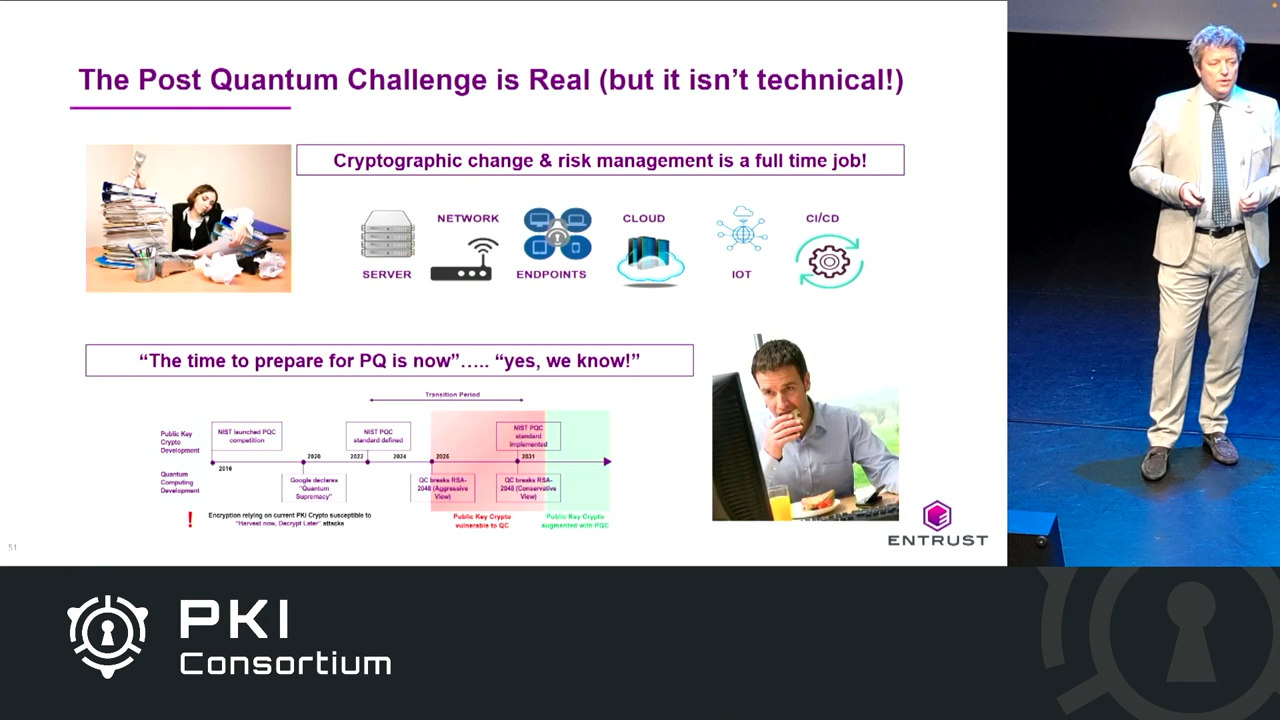 The Post Quantum Challenge is Real (but it isn't technical!)
Cryptographic change & risk management is a full time job!
SERVER
NETWORK
ENDPOINTS
CLOUD
IOT
CI/CD
“The time to prepare for PQ is now”….. “yes, we know!”
Transition Period
Public Key
Crypto
Development
NIST launched PQC
competition
NIST PQC
standard defined
NIST PQC
standard
implemented
2016
2020
2022
2024
2026
2031
Quantum
Computing
Development
Google declares
"Quantum
Supremacy"
QC breaks RSA-
2048 (Aggressive
View)
QC breaks RSA-
2048 (Conservative
View)
!
Encryption relying on current PKI Crypto susceptible to
"Harvest now, Decrypt Later" attacks
Public Key Crypto
vulnerable to QC
Public Key Crypto
augmented with PQC
ENTRUST
51
PKI
Consortium